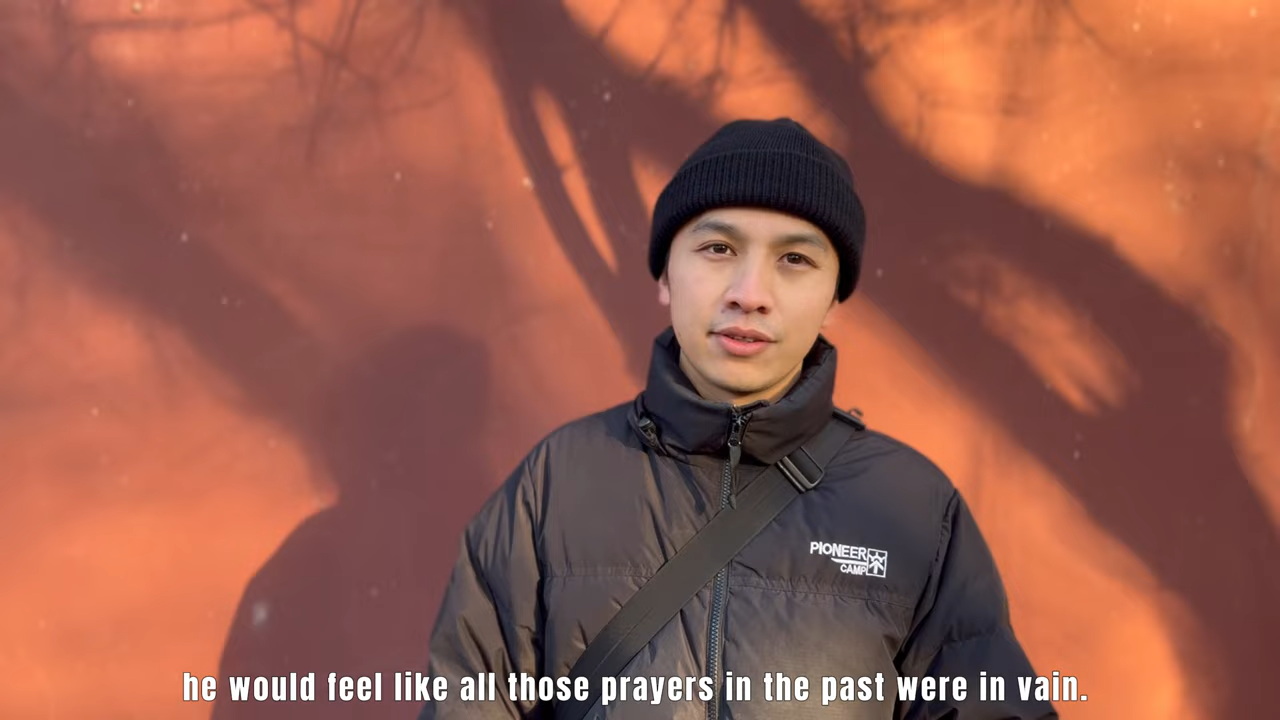 PIONEER
CAMP
he would feel like all those prayers in the past were in vain.